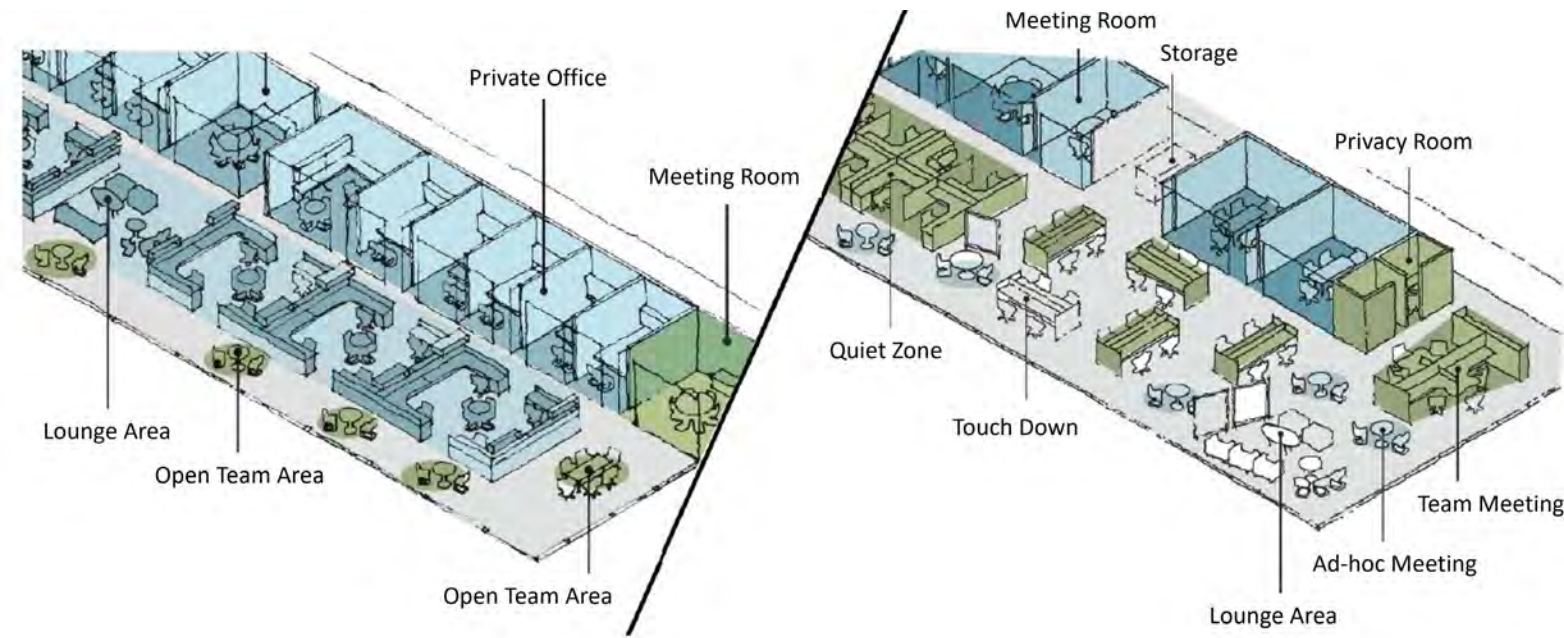 Private Office
Meeting Room
Lounge Area
Open Team Area
Open Team Area
Meeting Room
Storage
Privacy Room
Quiet Zone
Touch Down
Team Meeting
Ad-hoc Meeting
Lounge Area